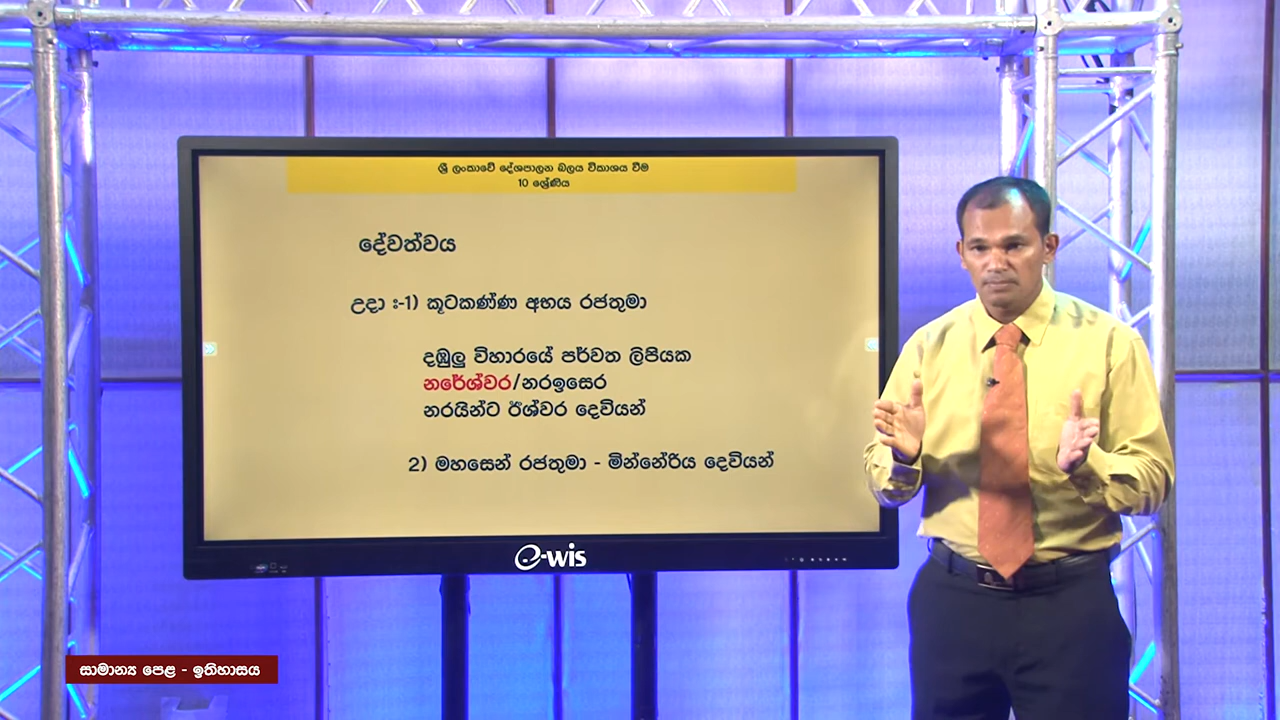 ශ්‍රී ලංකාවේ දේශපාලන බලය විකාශය වීම
10 ශ්‍රේණිය
දේවත්වය
උදා :-1) කූටකණ්ණ අභය රජතුමා
දඹුලු විහාරයේ පර්වත ලිපියක
නරේශ්වර/නරඉසෙර
නරයින්ට ඊශ්වර දෙවියන්
2) මහසෙන් රජතුමා - මින්නේරිය දෙවියන්
e-wis
සාමාන්‍ය පෙළ - ඉතිහාසය